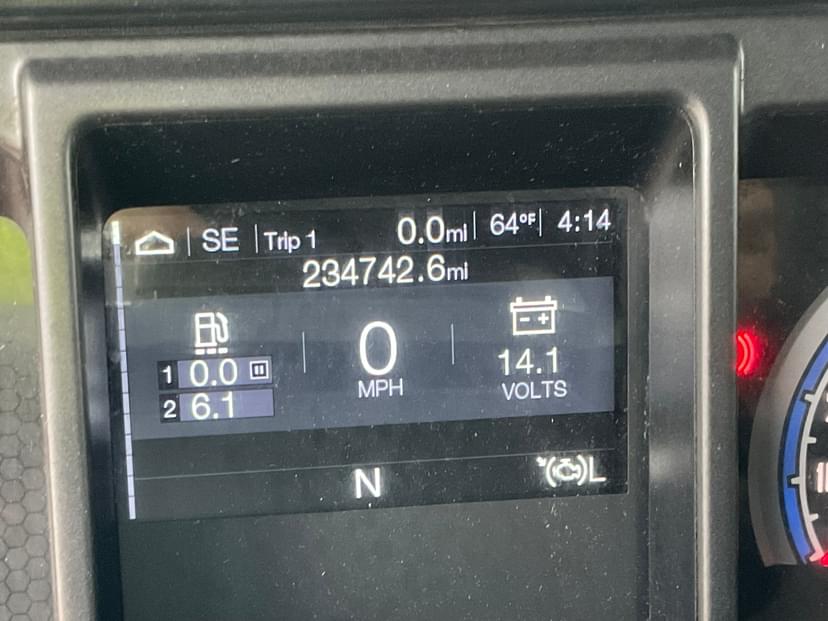 SE Trip 1 0.0mi 64°F 4:14
234742.6mi
1 0.0
2 6.1
0
MPH
- +
14.1
VOLTS
N
L